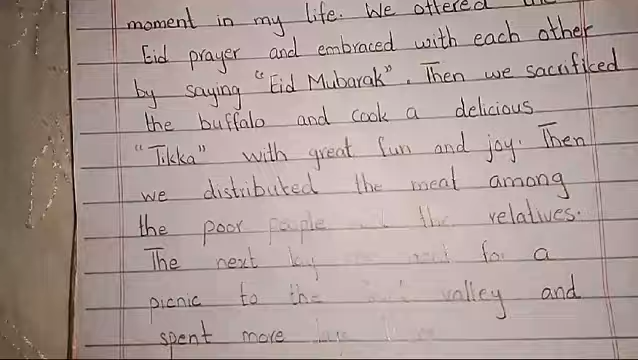 moment in my life. We offered the
Eid prayer and embraced with each other
by saying "Eid Mubarak". Then we sacrificed
the buffalo and cook a delicious
"Tikka" with great fun and joy. Then
we distributed the meat among
the poor people the relatives.
The next for a
picnic to the valley and
spent more